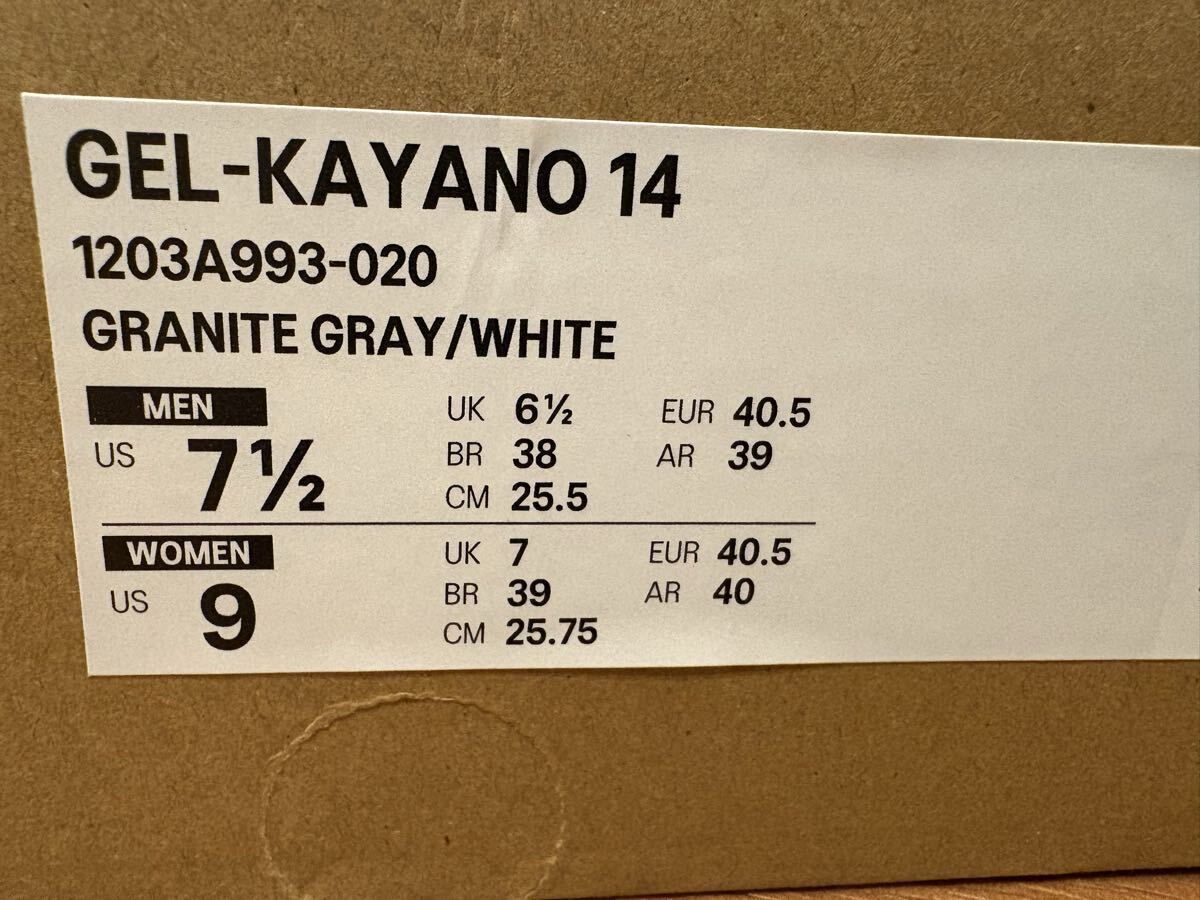 GEL-KAYANO 14
1203A993-020
GRANITE GRAY/WHITE
MEN UK 6½ EUR 40.5
US 7½ BR 38 AR 39
CM 25.5
WOMEN UK 7 EUR 40.5
US 9 BR 39 AR 40
CM 25.75